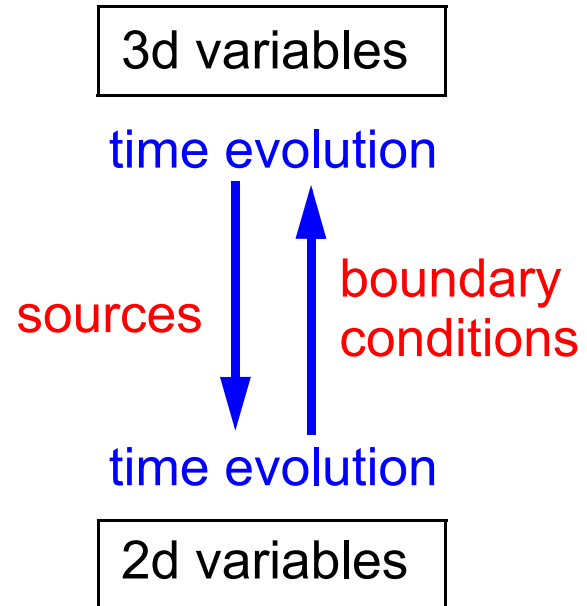 3d variables
time evolution
sources
boundary
conditions
time evolution
2d variables